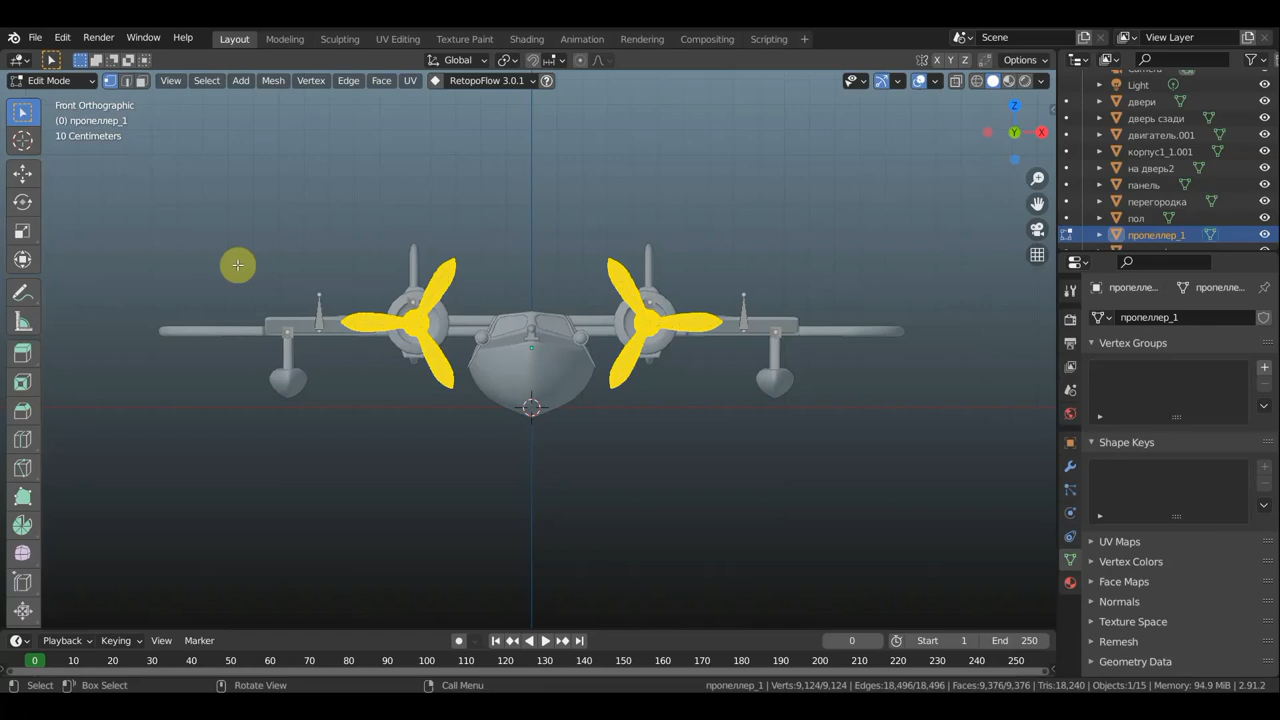 File Edit Render Window Help Layout Modeling Sculpting UV Editing Texture Paint Shading Animation Rendering Compositing Scripting Scene View Layer
Global X Y Z Options
Edit Mode View Select Add Mesh Vertex Edge Face UV RetopoFlow 3.0.1
Front Orthographic
(0) пропеллер_1
10 Centimeters
Z
Y
X
Light
двери
дверь сзади
двигатель.001
корпус1_1.001
на дверь2
панель
перегородка
пол
пропеллер_1
пропелле... пропелле...
пропеллер_1
Vertex Groups
Shape Keys
UV Maps
Vertex Colors
Face Maps
Normals
Texture Space
Remesh
Geometry Data
Playback Keying View Marker 0 Start 1 End 250
0 10 20 30 40 50 60 70 80 90 100 110 120 130 140 150 160 170 180 190 200 210 220 230 240 250
Select Box Select Rotate View Call Menu пропеллер_1 | Verts:9,124/9,124 | Edges:18,496/18,496 | Faces:9,376/9,376 | Tris:18,240 | Objects:1/15 | Memory: 94.9 MiB | 2.91.2